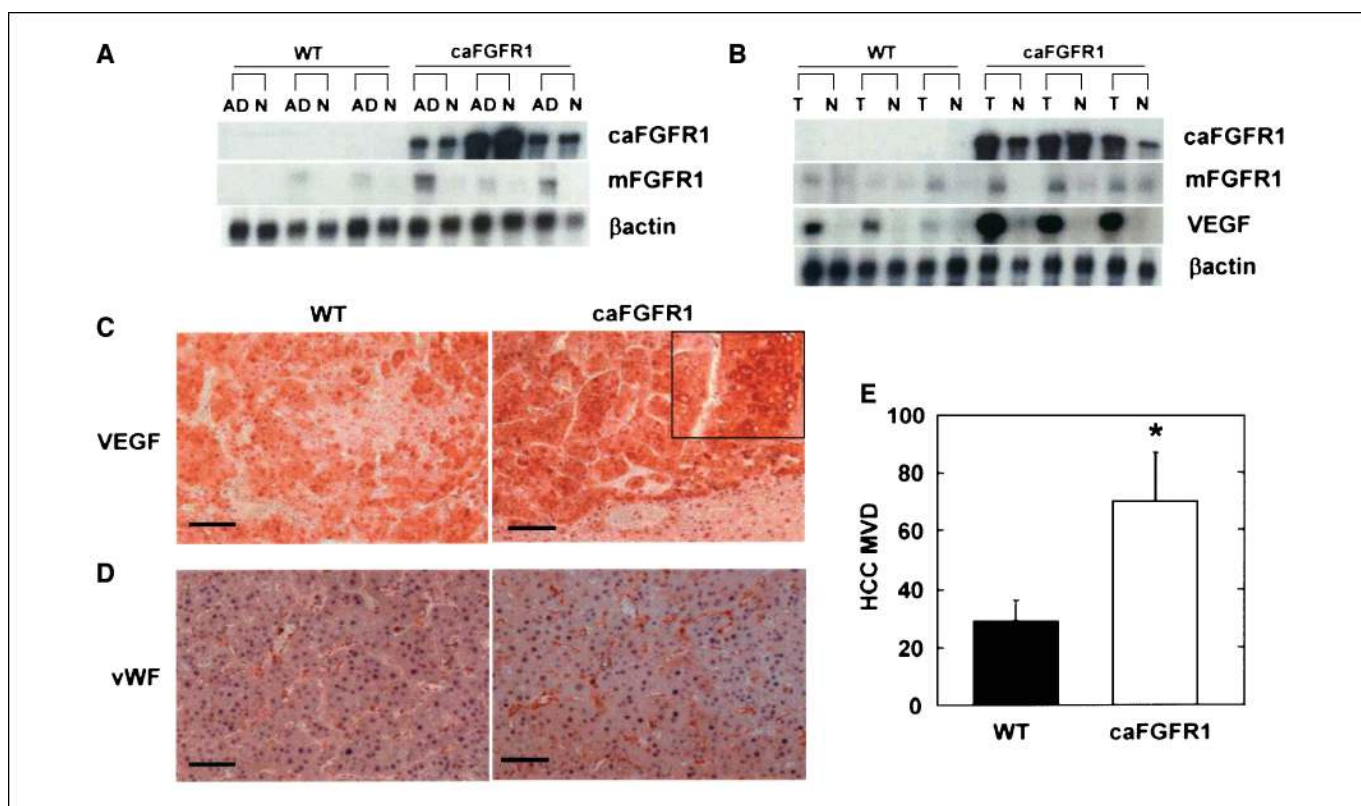 A
WT caFGFR1
AD N AD N AD N AD N AD N AD N
caFGFR1
mFGFR1
βactin
B
WT caFGFR1
T N T N T N T N T N T N
caFGFR1
mFGFR1
VEGF
βactin
C
WT caFGFR1
VEGF
D
vWF
E
HCC MVD
100
80
60
40
20
0
*
WT caFGFR1